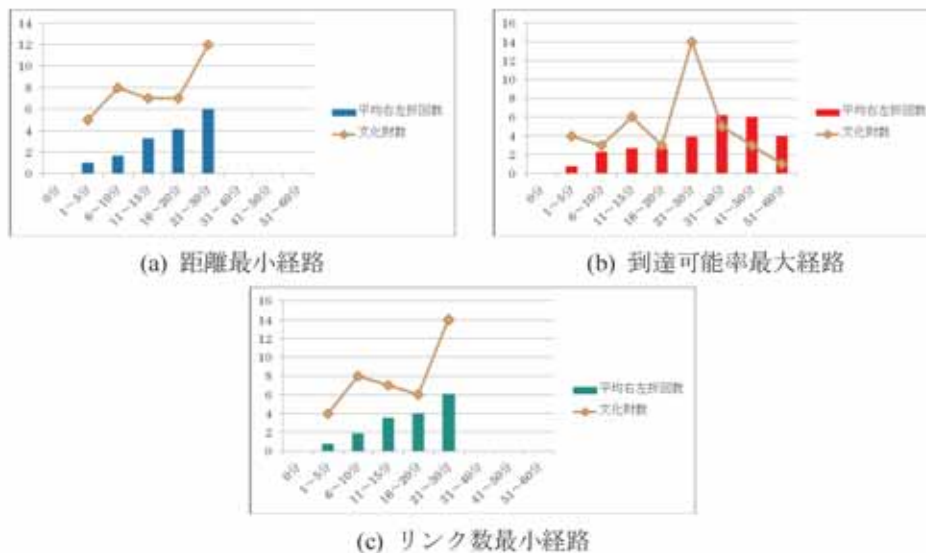 14
12
10
8
6
4
2
0
0分
1～5分
6～10分
11～15分
16～20分
21～30分
31～40分
41～50分
51～60分
平均右左折回数
文化財数
(a) 距離最小経路
16
14
12
10
8
6
4
2
0
0分
1～5分
6～10分
11～15分
16～20分
21～30分
31～40分
41～50分
51～60分
平均右左折回数
文化財数
(b) 到達可能率最大経路
16
14
12
10
8
6
4
2
0
0分
1～5分
6～10分
11～15分
16～20分
21～30分
31～40分
41～50分
51～60分
平均右左折回数
文化財数
(c) リンク数最小経路